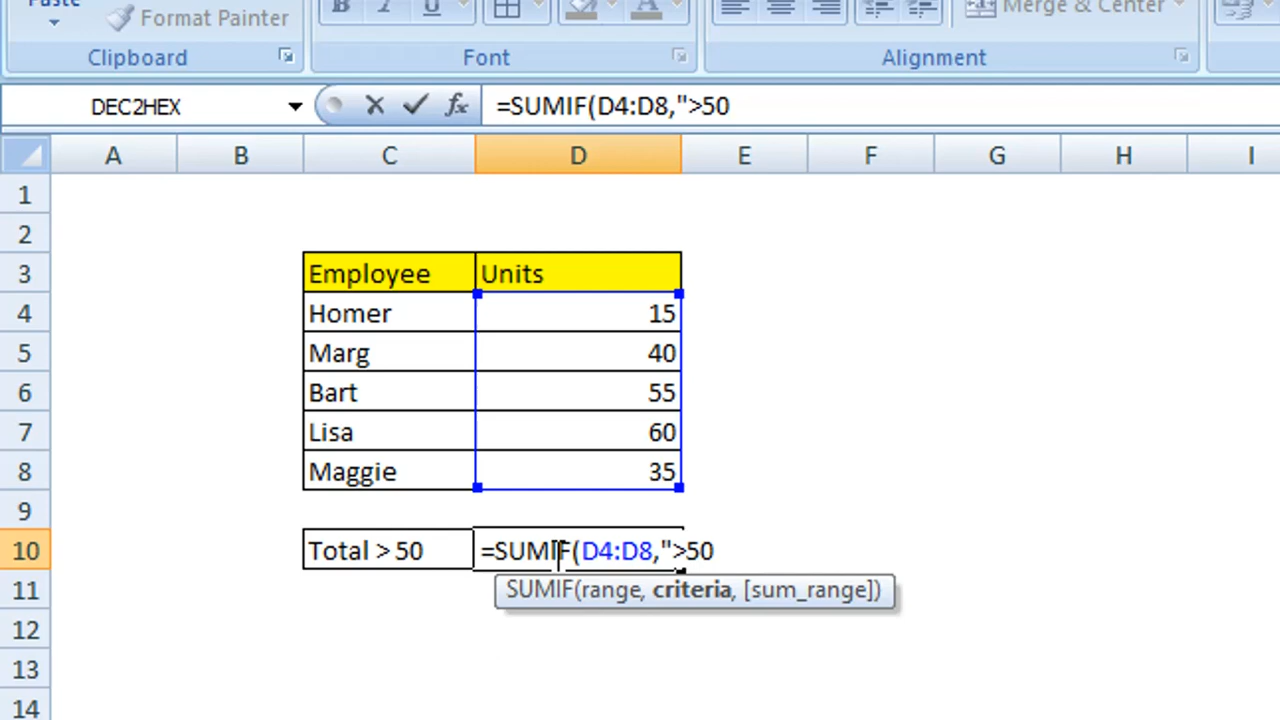 Paste
Format Painter
B I U
A
Merge & Center
Clipboard
Font
Alignment
DEC2HEX
fx
=SUMIF(D4:D8,">50
A B C D E F G H I
1
2
3 Employee Units
4 Homer 15
5 Marg 40
6 Bart 55
7 Lisa 60
8 Maggie 35
9
10 Total > 50 =SUMIF(D4:D8,">50
11 SUMIF(range, criteria, [sum_range])
12
13
14